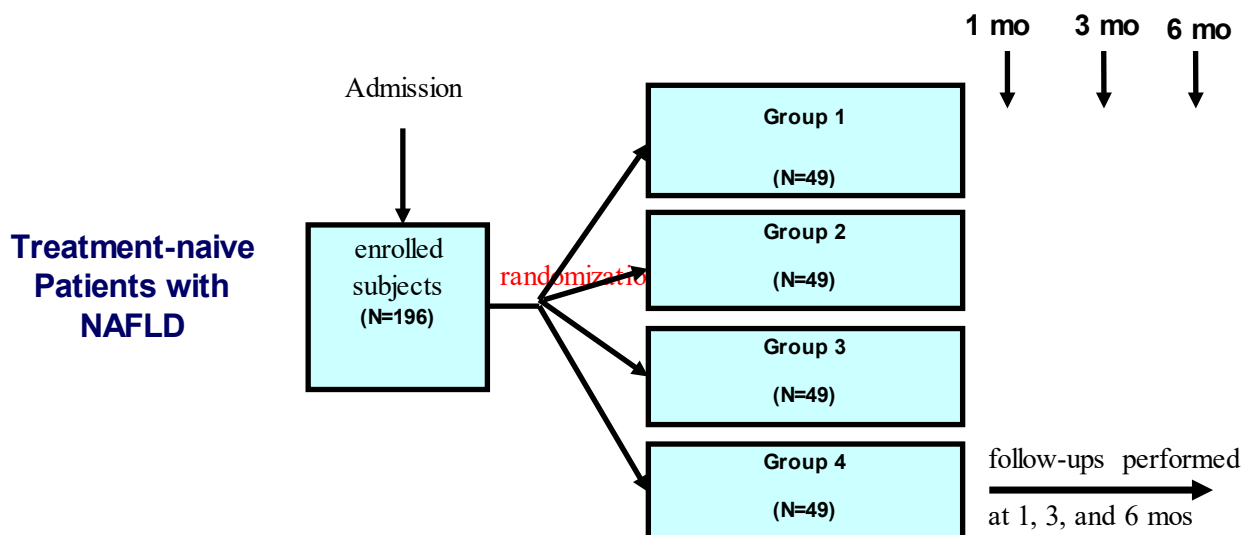 1 mo 3 mo 6 mo
Admission
Treatment-naive
Patients with
NAFLD
enrolled
subjects
(N=196)
randomization
Group 1
(N=49)
Group 2
(N=49)
Group 3
(N=49)
Group 4
(N=49)
follow-ups performed
at 1, 3, and 6 mos